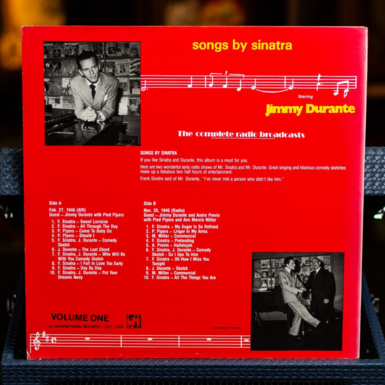 songs by sinatra
Starring
Jimmy Durante
The complete radio broadcasts
SONGS BY SINATRA
If you like Sinatra and Durante, this album is a must for you.
Here are two wonderful early radio shows of Mr. Sinatra and Mr. Durante. Great singing and hilarious comedy sketches
make up a fabulous two half hours of entertainment.
Frank Sinatra said of Mr. Durante, "I've never met a person who didn't like him."
Side A
Feb. 27, 1946
Guest – Jimmy Durante with Pied Pipers
1. F. Sinatra – Sweet Lorraine
2. F. Sinatra – All Through The Day
3. P. Pipers – Come To Baby Do
4. P. Pipers – Should I
5. F. Sinatra, J. Durante – Comedy
Sketch
6. J. Durante – The Lost Chord
7. F. Sinatra, J. Durante – Who Will Be
With You Comedy Sketch
8. F. Sinatra – I Fall In Love Too Early
9. F. Sinatra – Day By Day
10. F. Sinatra, J. Durante – Put Your
Dreams Away
Side B
Nov. 26, 1946 (Radio)
Guest – Jimmy Durante and Andre Previn
with Pied Pipers and Ann Marvin Miller
1. F. Sinatra – My Sugar Is So Refined
2. P. Pipers – Linger In My Arms
3. M. Miller – Commercial
4. F. Sinatra – Pretending
5. A. Previn – Hallelujah
6. F. Sinatra, J. Durante – Comedy
Sketch – So I Ups To Him
7. F. Sinatra – Oh How I Miss You
Tonight
8. J. Durante – Sketch
9. M. Miller – Commercial
10. F. Sinatra – All The Things You Are
VOLUME ONE